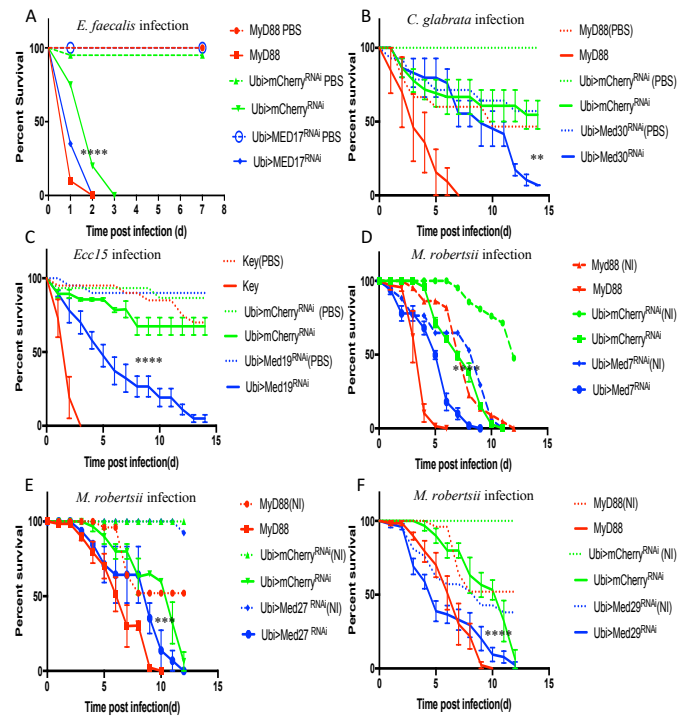 A
E. faecalis infection
Percent Survival
100
50
0
0 1 2 3 4 5 6 7 8
****
Time post infection (d)
MyD88 PBS
MyD88
Ubi>mCherryRNAi PBS
Ubi>mCherryRNAi
Ubi>MED17RNAi PBS
Ubi>MED17RNAi
B
C. glabrata infection
Percent Survival
100
50
0
0 5 10 15
**
Time post infection (d)
MyD88(PBS)
MyD88
Ubi>mCherryRNAi (PBS)
Ubi>mCherryRNAi
Ubi>Med30RNAi(PBS)
Ubi>Med30RNAi
C
Ecc15 infection
Percent survival
100
50
0
0 5 10 15
****
Time post infection(d)
Key(PBS)
Key
Ubi>mCherryRNAi (PBS)
Ubi>mCherryRNAi
Ubi>Med19RNAi(PBS)
Ubi>Med19RNAi
D
M. robertsii infection
Percent survival
100
50
0
0 5 10 15
****
Time post infection(d)
Myd88 (NI)
MyD88
Ubi>mCherryRNAi(NI)
Ubi>mCherryRNAi
Ubi>Med7RNAi(NI)
Ubi>Med7RNAi
E
M. robertsii infection
Percent survival
100
50
0
0 5 10 15
***
Time post infection(d)
MyD88(NI)
MyD88
Ubi>mCherryRNAi(NI)
Ubi>mCherryRNAi
Ubi>Med27 RNAi(NI)
Ubi>Med27 RNAi
F
M. robertsii infection
Percent survival
100
50
0
0 5 10 15
****
Time post infection(d)
MyD88(NI)
MyD88
Ubi>mCherryRNAi (NI)
Ubi>mCherryRNAi
Ubi>Med29RNAi(NI)
Ubi>Med29RNAi